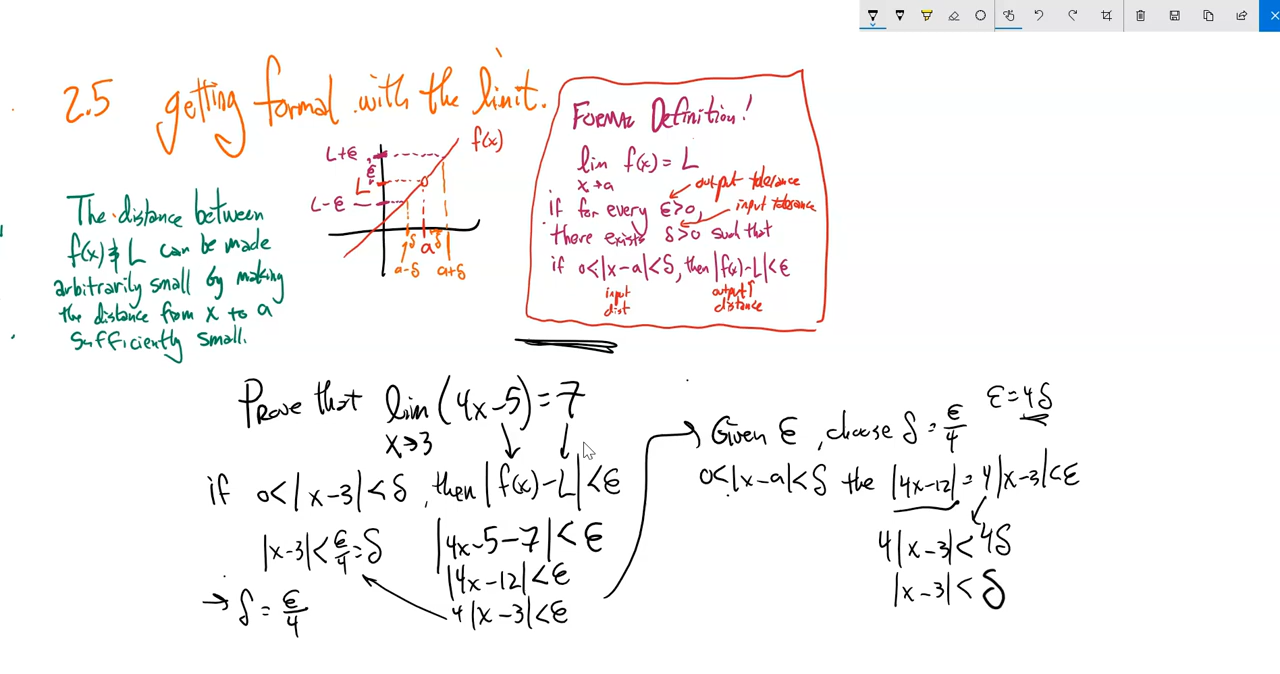 2.5 getting formal with the limit.
The distance between
f(x) & L can be made
arbitrarily small by making
the distance from x to a
sufficiently small.
f(x)
L+ε
ε
L
L-ε
δ a δ
a-δ a+δ
FORMAL Definition!
lim f(x) = L
x→a
output tolerance
if for every ε>0,
input tolerance
there exists δ>0 such that
if 0<|x-a|<δ, then |f(x)-L|<ε
input
dist
output
distance
Prove that lim (4x-5) = 7
x→3
if 0<|x-3|<δ, then |f(x)-L|<ε
|x-3|<ε/4=δ
|4x-5-7|<ε
|4x-12|<ε
→ δ = ε/4
4|x-3|<ε
ε=4δ
Given ε, choose δ=ε/4
0<|x-a|<δ the |4x-12|=4|x-3|<ε
4|x-3|<4δ
|x-3|<δ